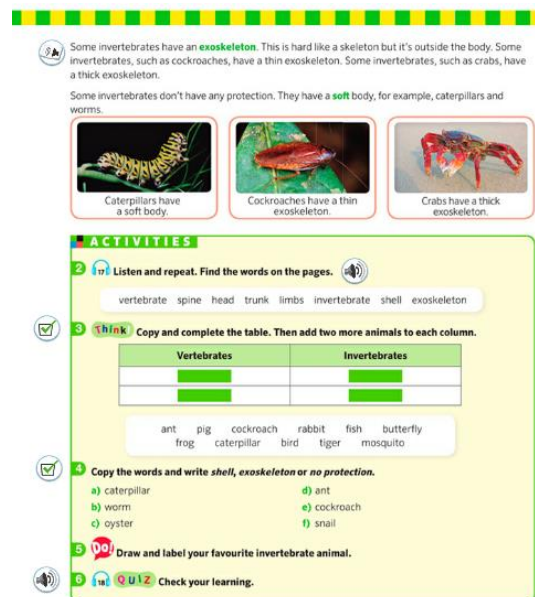 Some invertebrates have an exoskeleton. This is hard like a skeleton but it's outside the body. Some
invertebrates, such as cockroaches, have a thin exoskeleton. Some invertebrates, such as crabs, have
a thick exoskeleton.
Some invertebrates don't have any protection. They have a soft body, for example, caterpillars and
worms.
Caterpillars have
a soft body.
Cockroaches have a thin
exoskeleton.
Crabs have a thick
exoskeleton.
ACTIVITIES
2 17 Listen and repeat. Find the words on the pages.
vertebrate spine head trunk limbs invertebrate shell exoskeleton
3 Think! Copy and complete the table. Then add two more animals to each column.
Vertebrates Invertebrates
ant pig cockroach rabbit fish butterfly
frog caterpillar bird tiger mosquito
4 Copy the words and write shell, exoskeleton or no protection.
a) caterpillar d) ant
b) worm e) cockroach
c) oyster f) snail
5 Do! Draw and label your favourite invertebrate animal.
6 18 QUIZ Check your learning.